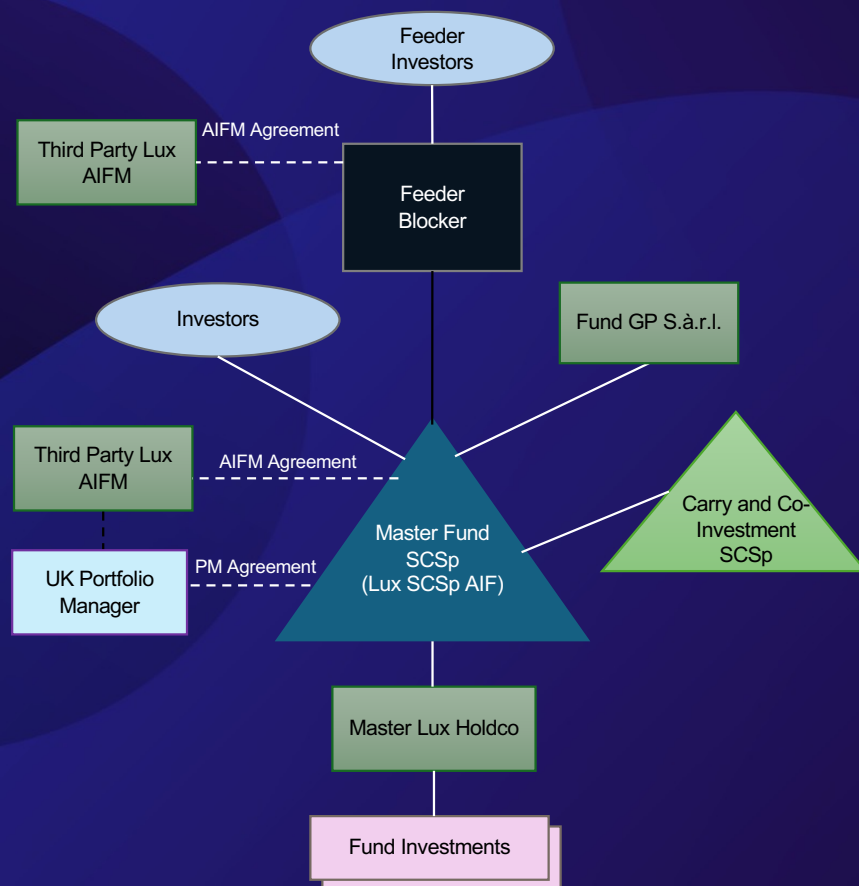 Feeder
Investors
AIFM Agreement
Third Party Lux
AIFM
Feeder
Blocker
Investors
Fund GP S.à.r.l.
Third Party Lux
AIFM
AIFM Agreement
Carry and Co-
Investment
SCSp
Master Fund
SCSp
(Lux SCSp AIF)
UK Portfolio
Manager
PM Agreement
Master Lux Holdco
Fund Investments